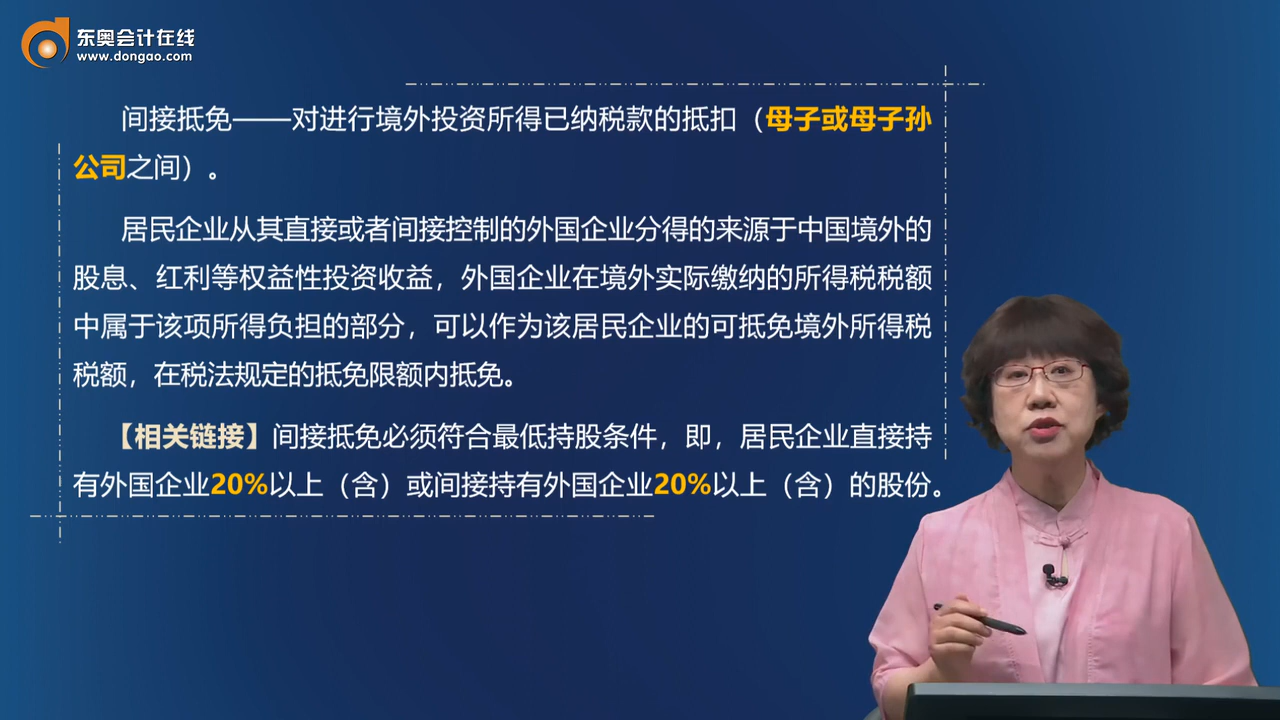 东奥会计在线
www.dongao.com
间接抵免——对进行境外投资所得已纳税款的抵扣（母子或母子孙
公司之间）。
居民企业从其直接或者间接控制的外国企业分得的来源于中国境外的
股息、红利等权益性投资收益，外国企业在境外实际缴纳的所得税税额
中属于该项所得负担的部分，可以作为该居民企业的可抵免境外所得税
税额，在税法规定的抵免限额内抵免。
【相关链接】间接抵免必须符合最低持股条件，即，居民企业直接持
有外国企业20%以上（含）或间接持有外国企业20%以上（含）的股份。